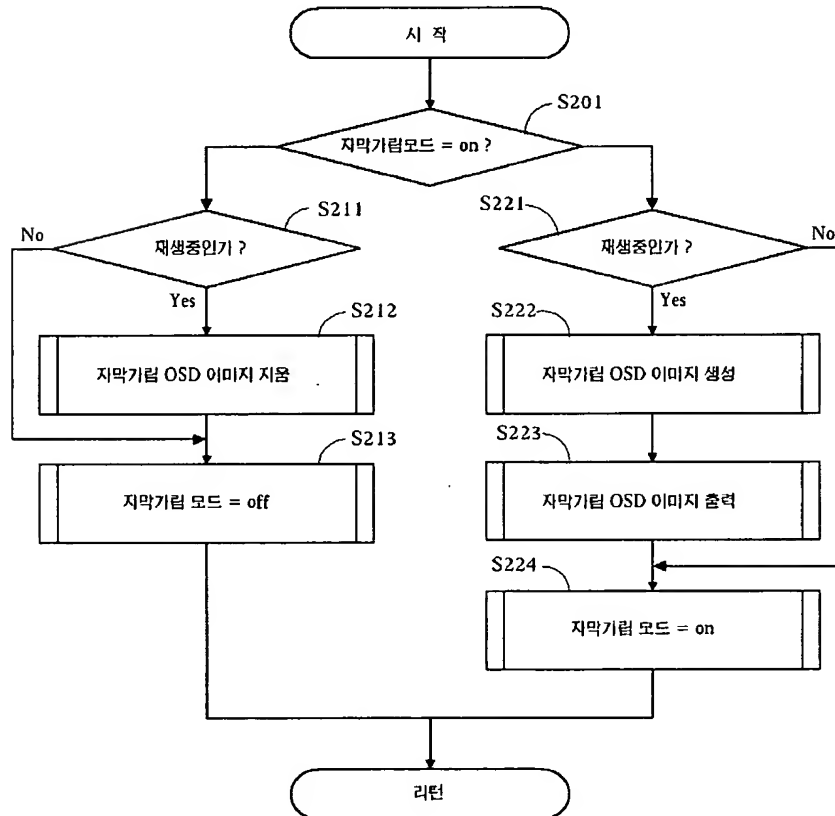 시 작
S201
자막가림모드 = on ?
S211
S221
No
재생중인가 ?
재생중인가 ?
No
Yes
Yes
S212
S222
자막가림 OSD 이미지 지움
자막가림 OSD 이미지 생성
S213
S223
자막가림 모드 = off
자막가림 OSD 이미지 출력
S224
자막가림 모드 = on
리턴